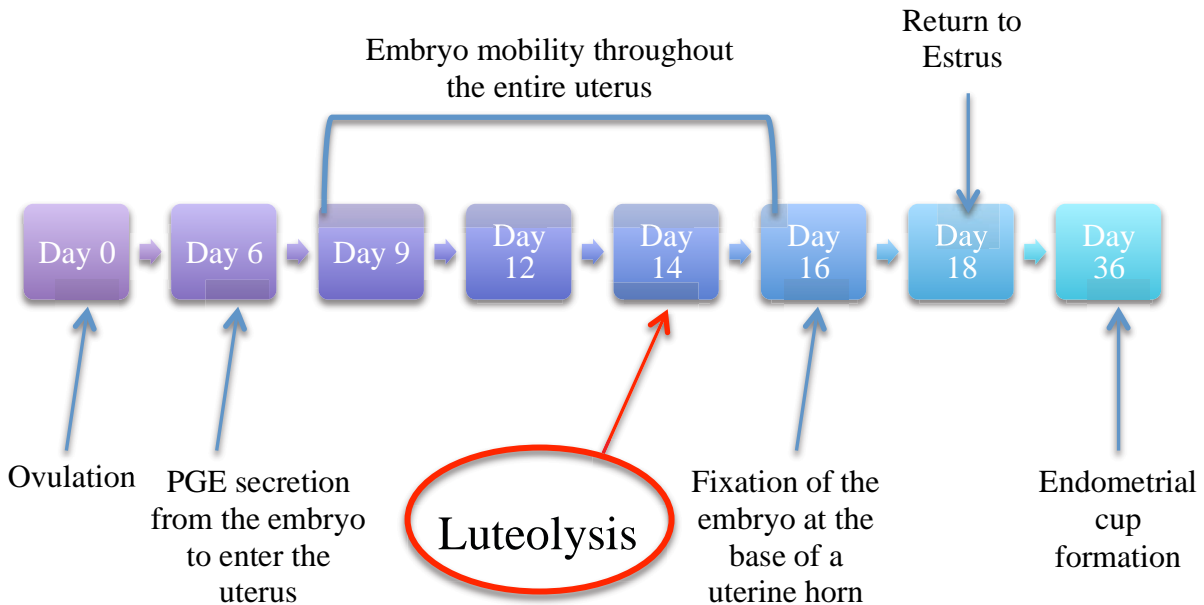 Embryo mobility throughout
the entire uterus
Return to
Estrus
Day 0
Day 6
Day 9
Day
12
Day
14
Day
16
Day
18
Day
36
Ovulation
PGE secretion
from the embryo
to enter the
uterus
Luteolysis
Fixation of the
embryo at the
base of a
uterine horn
Endometrial
cup
formation